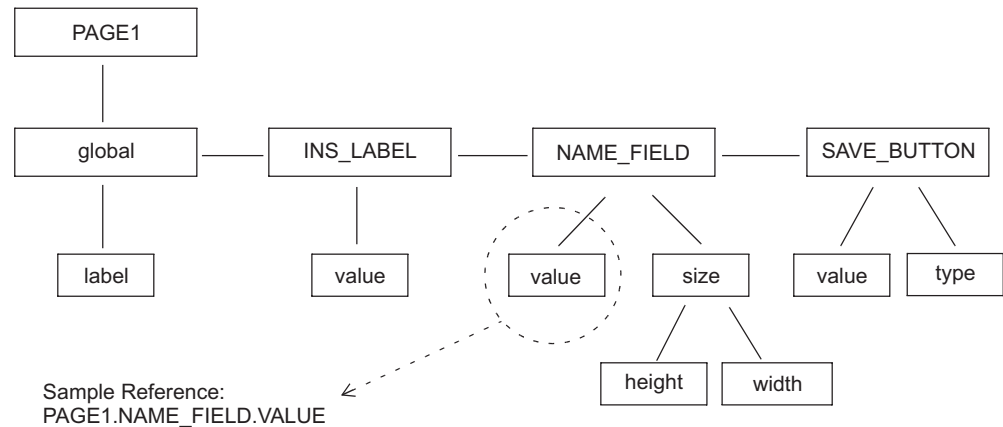 PAGE1
global
INS_LABEL
NAME_FIELD
SAVE_BUTTON
label
value
value
size
value
type
height
width
Sample Reference:
PAGE1.NAME_FIELD.VALUE